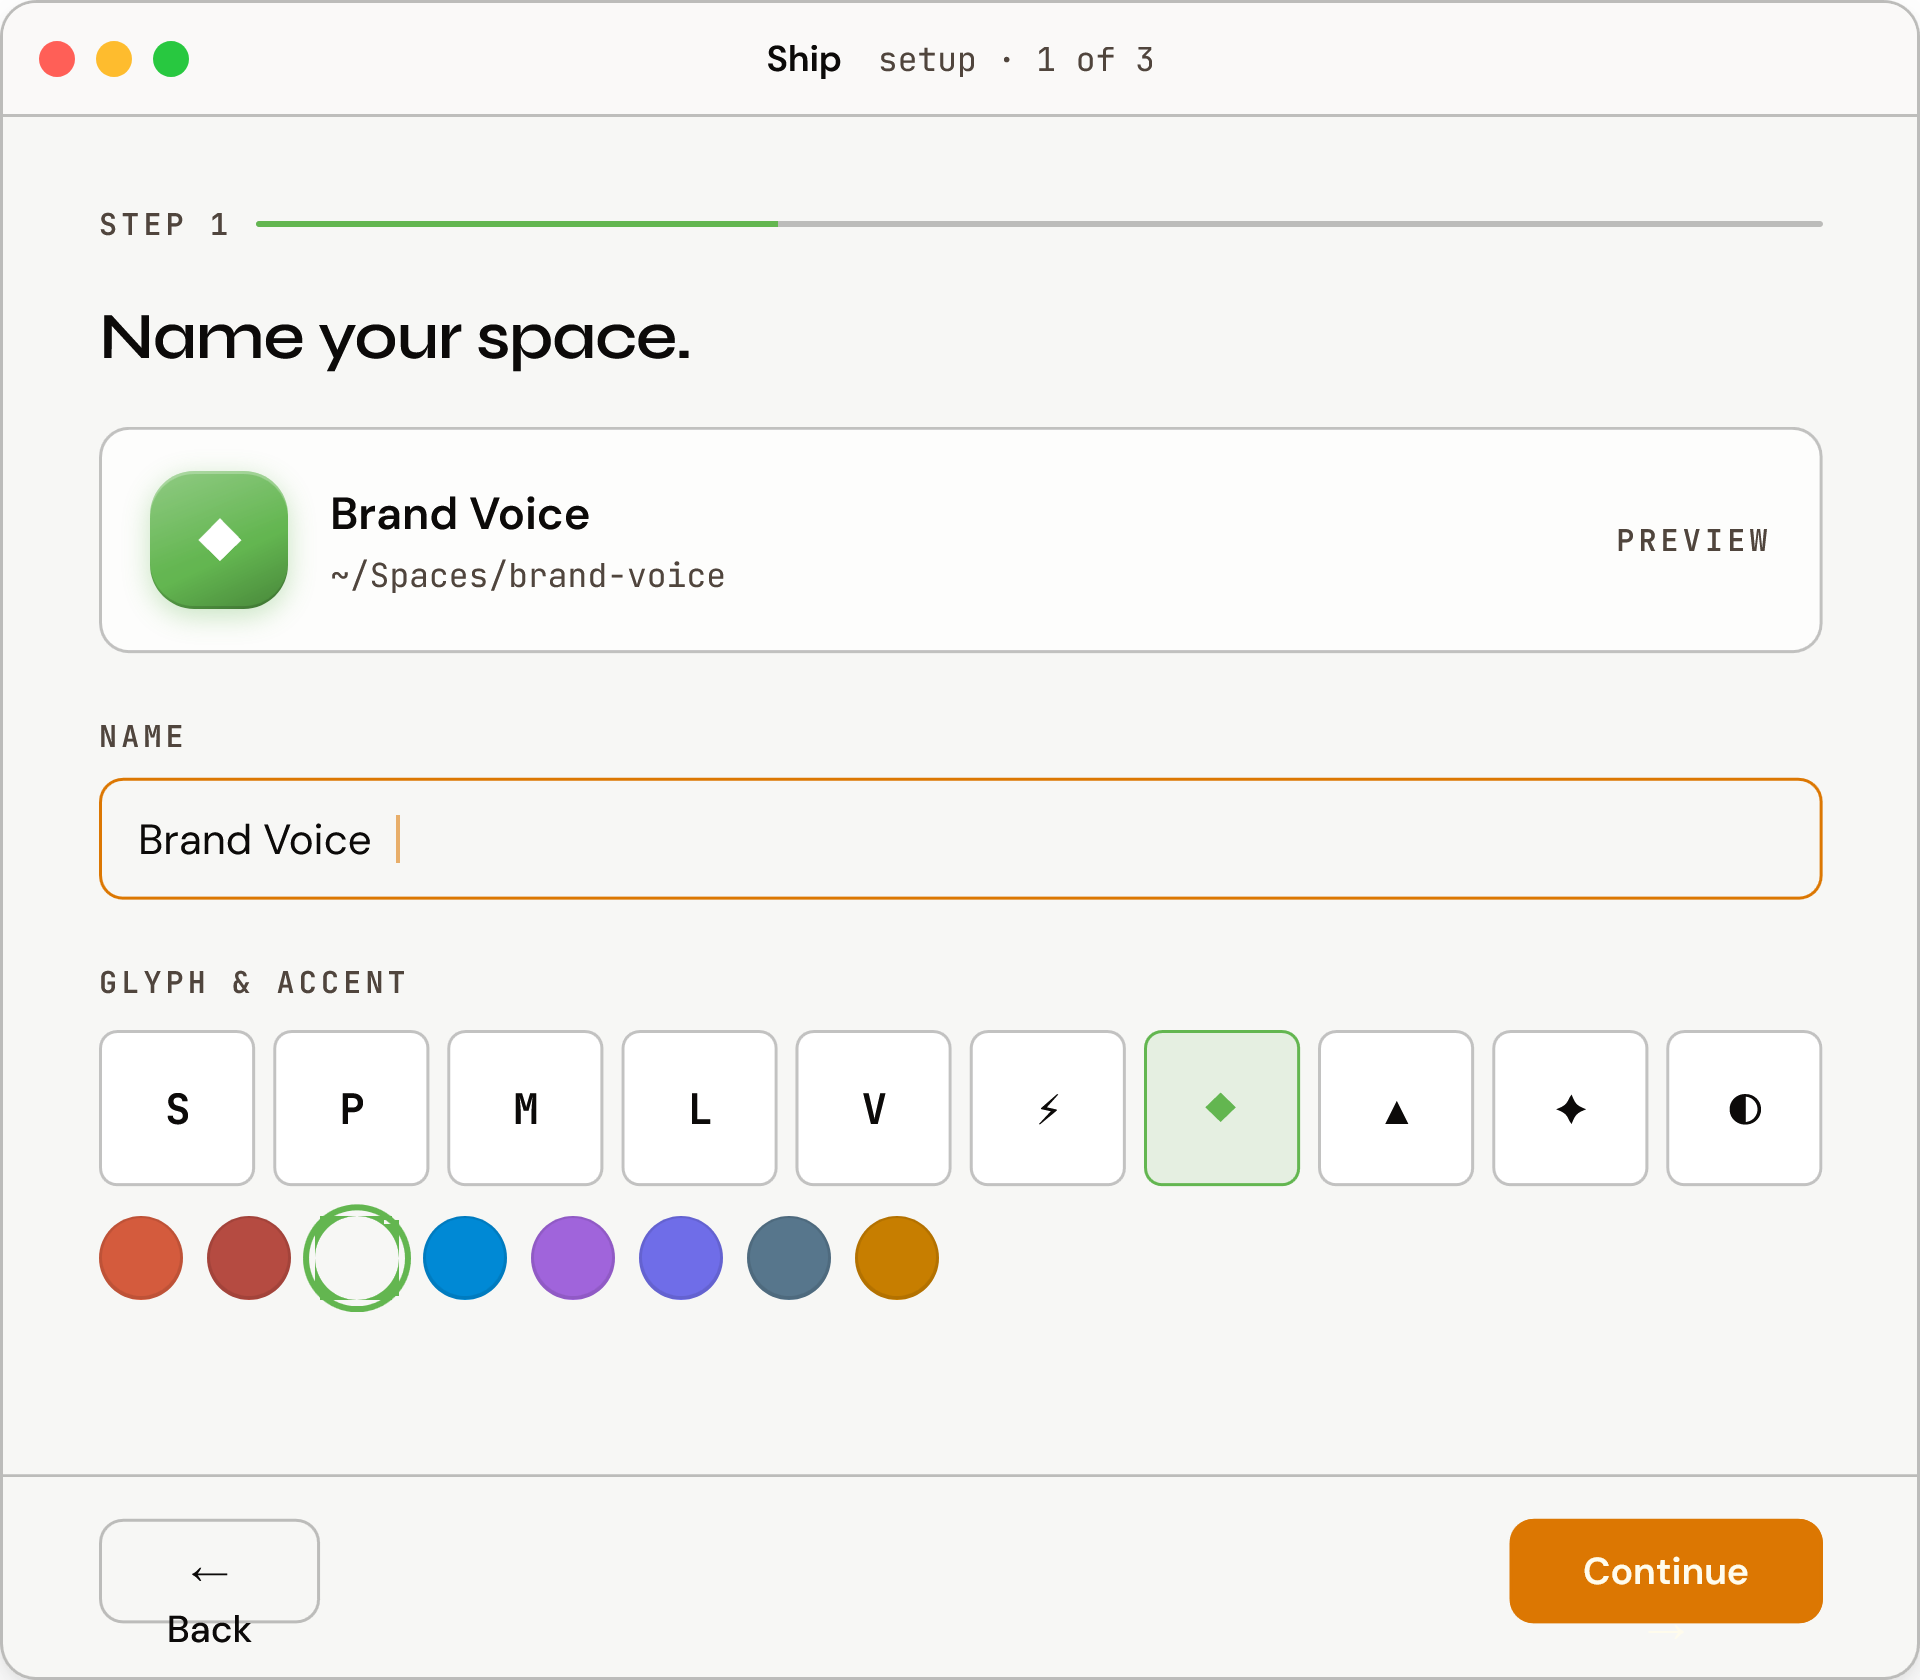 Ship setup · 1 of 3
STEP 1
Name your space.
Brand Voice
~/Spaces/brand-voice
PREVIEW
NAME
Brand Voice
GLYPH & ACCENT
S P M L V ⚡ ◆ ▲ ✦ ◐
←
Back
Continue
→